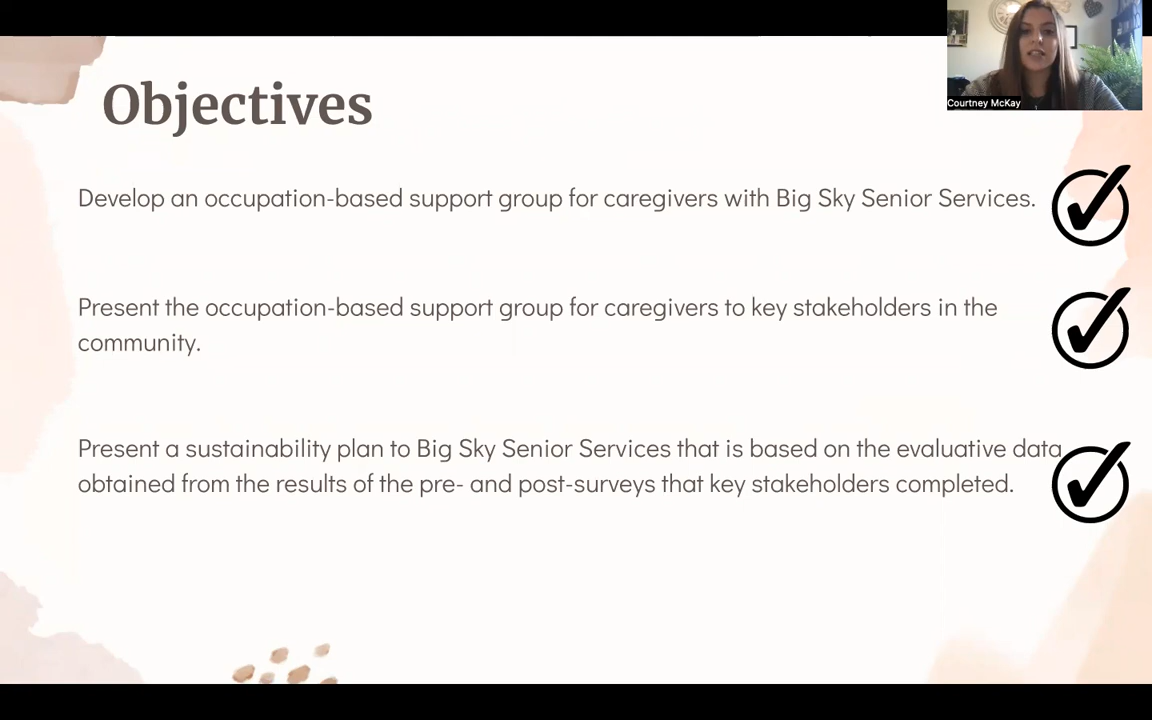 Objectives
Courtney McKay
Develop an occupation-based support group for caregivers with Big Sky Senior Services.
Present the occupation-based support group for caregivers to key stakeholders in the
community.
Present a sustainability plan to Big Sky Senior Services that is based on the evaluative data
obtained from the results of the pre- and post-surveys that key stakeholders completed.